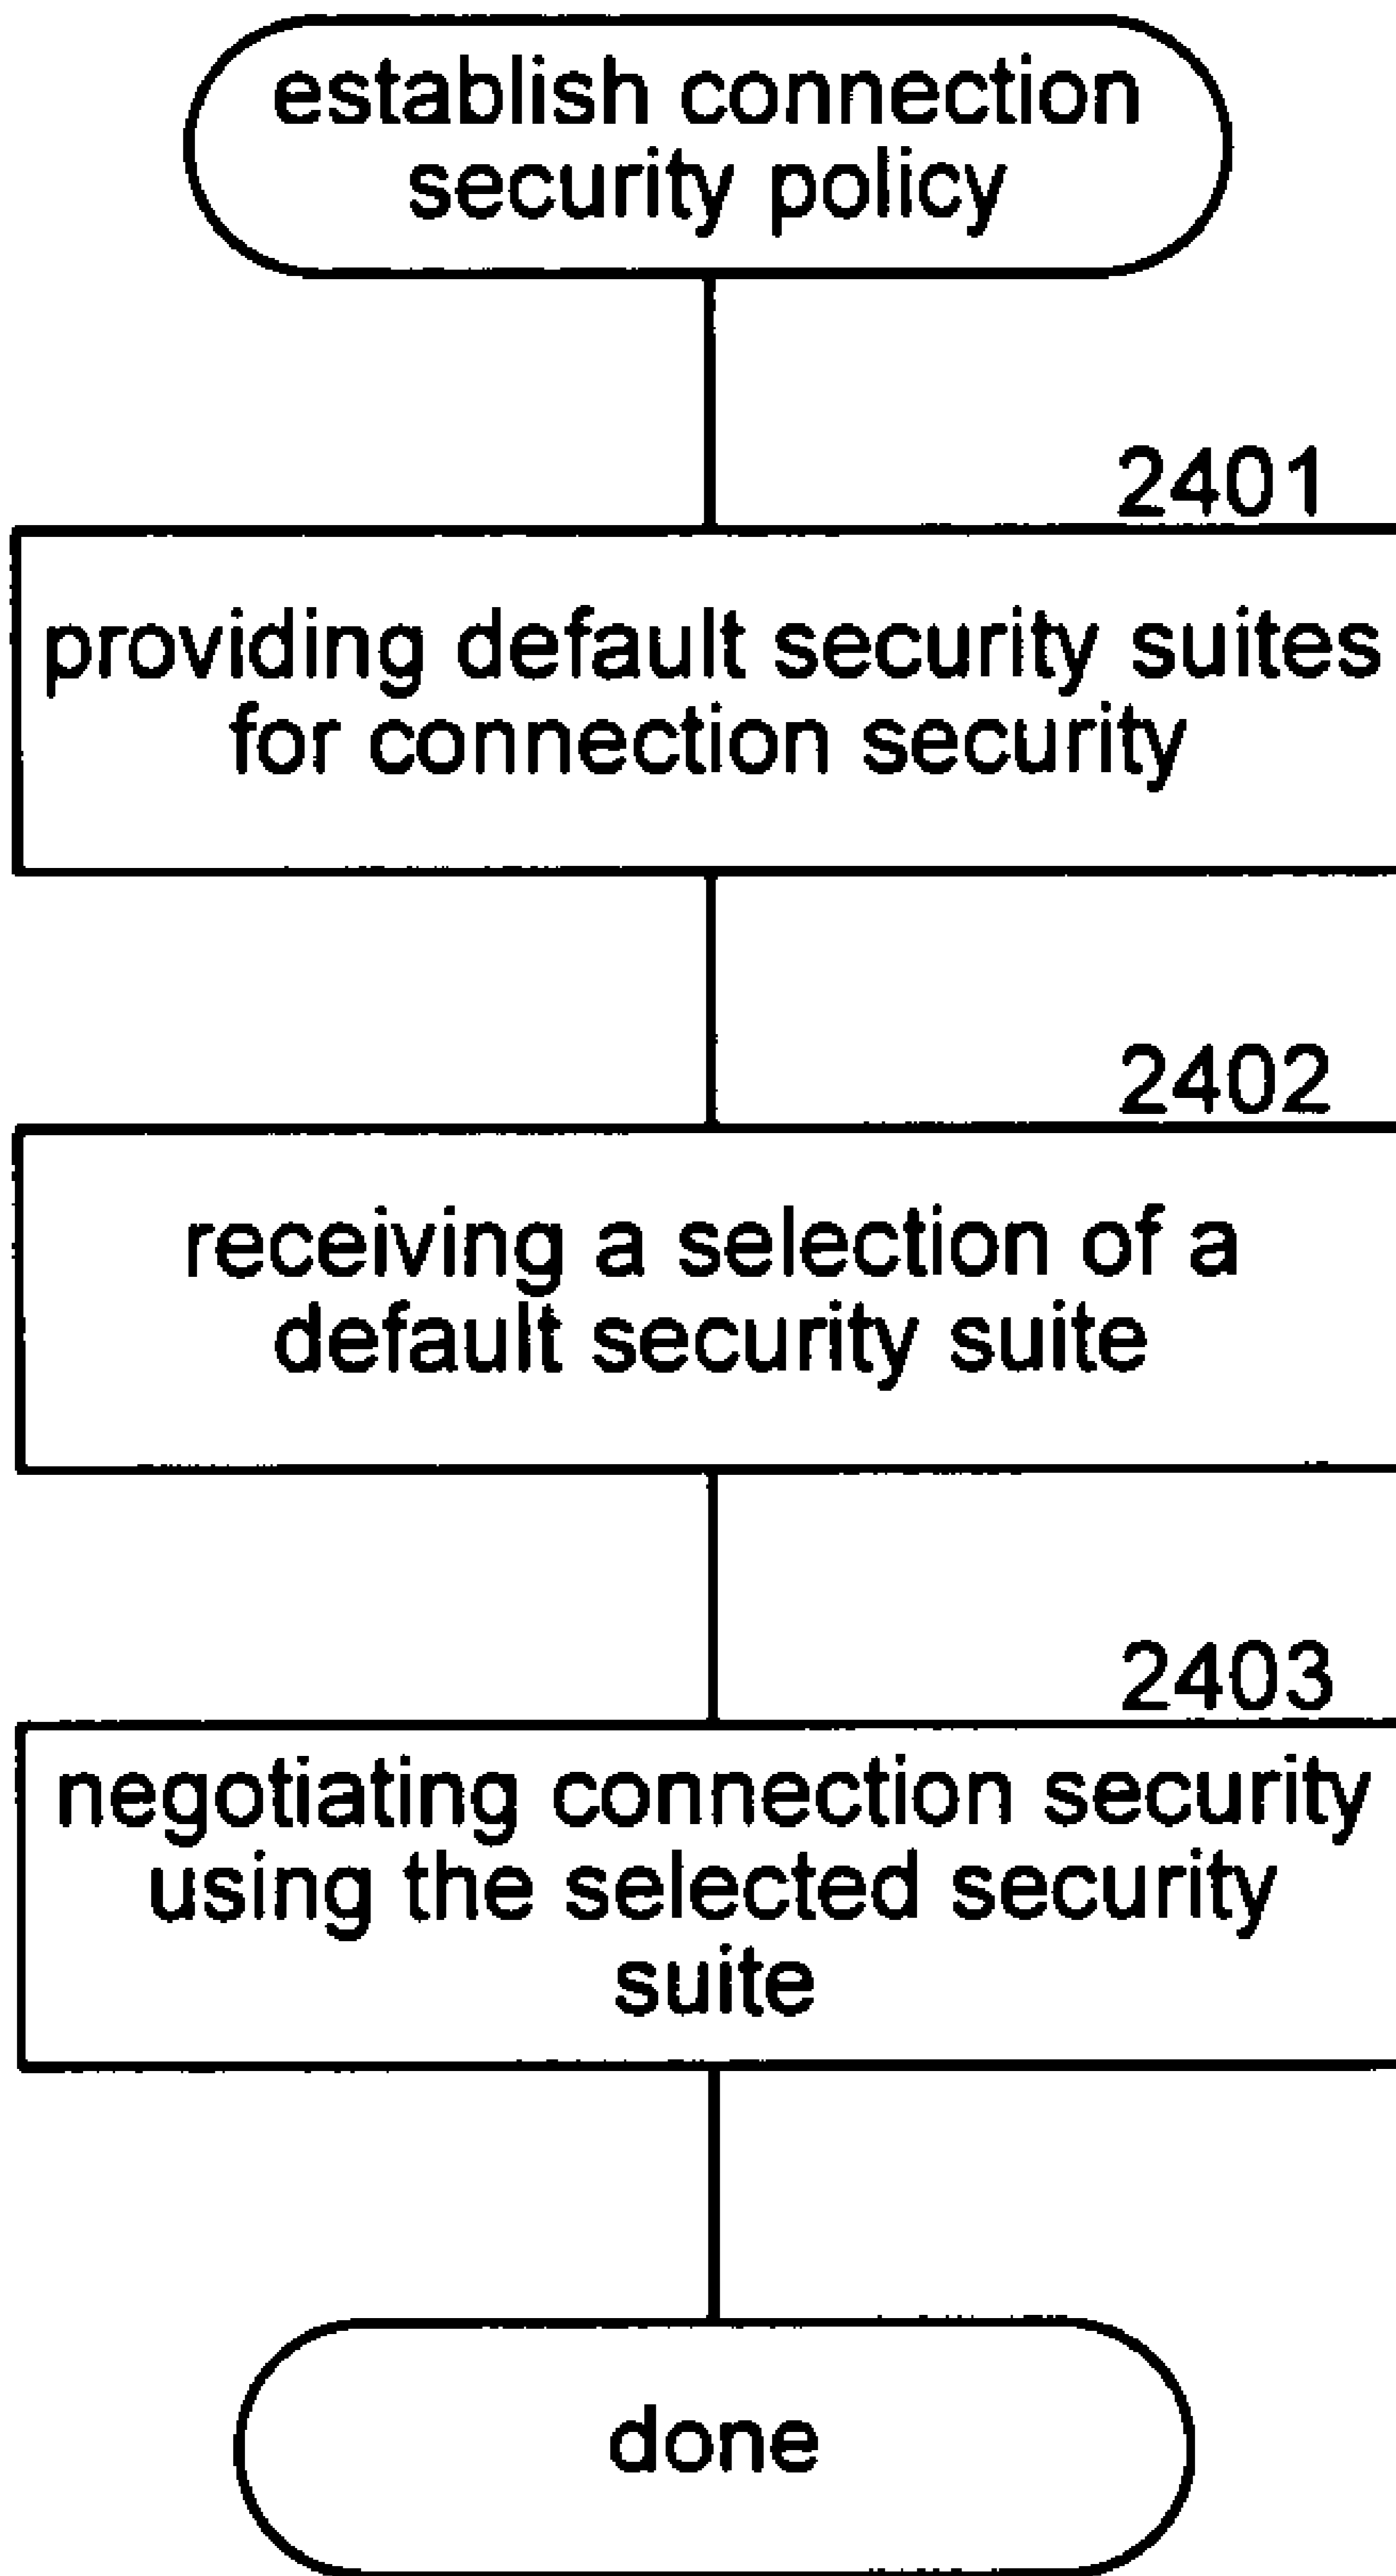 establish connection
security policy
2401
providing default security suites
for connection security
2402
receiving a selection of a
default security suite
2403
negotiating connection security
using the selected security
suite
done